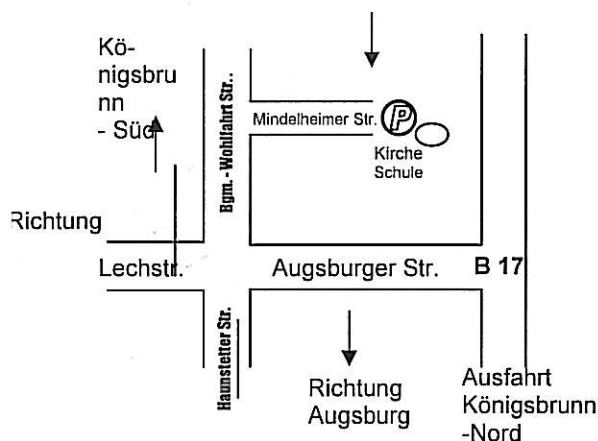 Kö-
nigsbru
nn
- Süd
Bgm.- Wohlfahrt Str..
Mindelheimer Str.
P
Kirche
Schule
Richtung
Lechstr.
Augsburger Str.
B 17
Haunstetter Str.
Richtung
Augsburg
Ausfahrt
Königsbrunn
-Nord